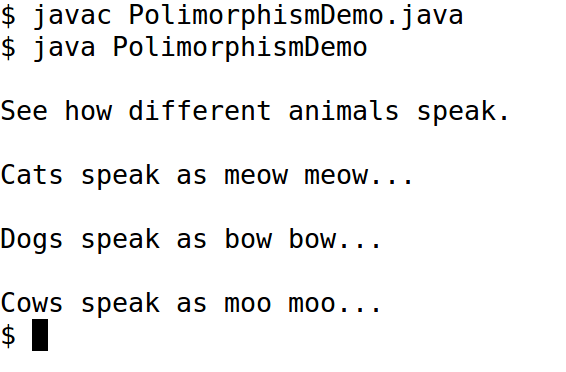 $ javac PolimorphismDemo.java
$ java PolimorphismDemo
See how different animals speak.
Cats speak as meow meow...
Dogs speak as bow bow...
Cows speak as moo moo...
$